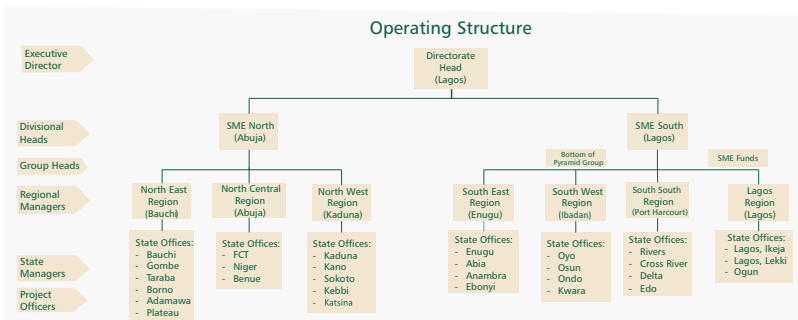 Operating Structure
Executive
Director
Directorate
Head
(Lagos)
Divisional
Heads
SME North
(Abuja)
SME South
(Lagos)
Group Heads
Bottom of
Pyramid Group
SME Funds
Regional
Managers
North East
Region
(Bauchi)
North Central
Region
(Abuja)
North West
Region
(Kaduna)
South East
Region
(Enugu)
South West
Region
(Ibadan)
South South
Region
(Port Harcourt)
Lagos
Region
(Lagos)
State
Managers
Project
Officers
State Offices:
- Bauchi
- Gombe
- Taraba
- Borno
- Adamawa
- Plateau
State Offices:
- FCT
- Niger
- Benue
State Offices:
- Kaduna
- Kano
- Sokoto
- Kebbi
- Katsina
State Offices:
- Enugu
- Abia
- Anambra
- Ebonyi
State Offices:
- Oyo
- Osun
- Ondo
- Kwara
State Offices:
- Rivers
- Cross River
- Delta
- Edo
State Offices:
- Lagos, Ikeja
- Lagos, Lekki
- Ogun